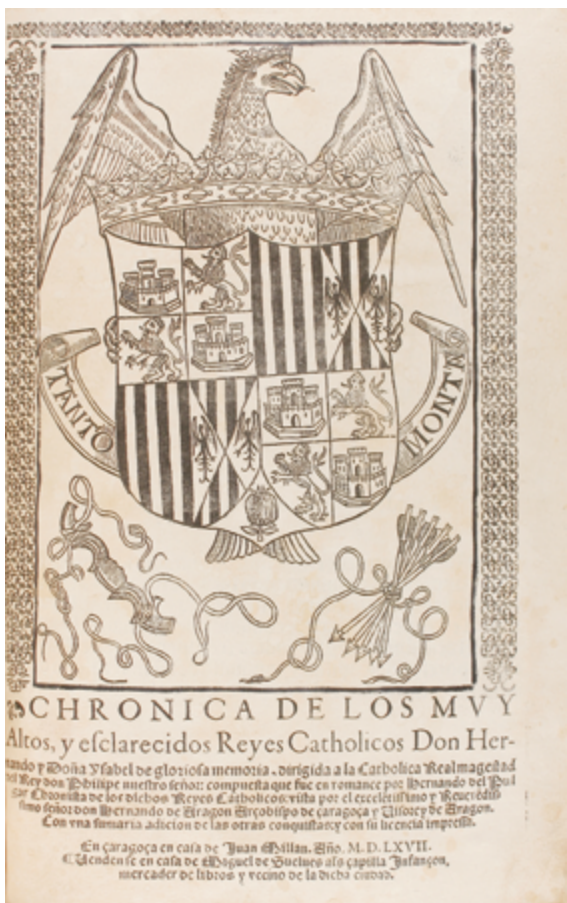 TANTO
MONTA
CHRONICA DE LOS MVY
Altos, y esclarecidos Reyes Catholicos Don Her-
nando y Doña Ysabel de gloriosa memoria. dirigida a la Catholica Real magestad
del Rey don Philippe nuestro señor: compuesta que fue en romance por Hernando del Pul
gar Chronista de los dichos Reyes Catholicos: vista por el excelentissimo y Reuerendis
simo señor don Hernando de Aragon Arçobispo de çaragoça y Visorey de Aragon.
Con vna sumaria adicion de las otras conquistas y con su licencia impressa.
En çaragoça en casa de Juan Millan. Año. M.D.LXVII.
Uendense en casa de Miguel de Suelues als çapilla Infançon,
mercader de libros y vezino de la dicha ciudad.